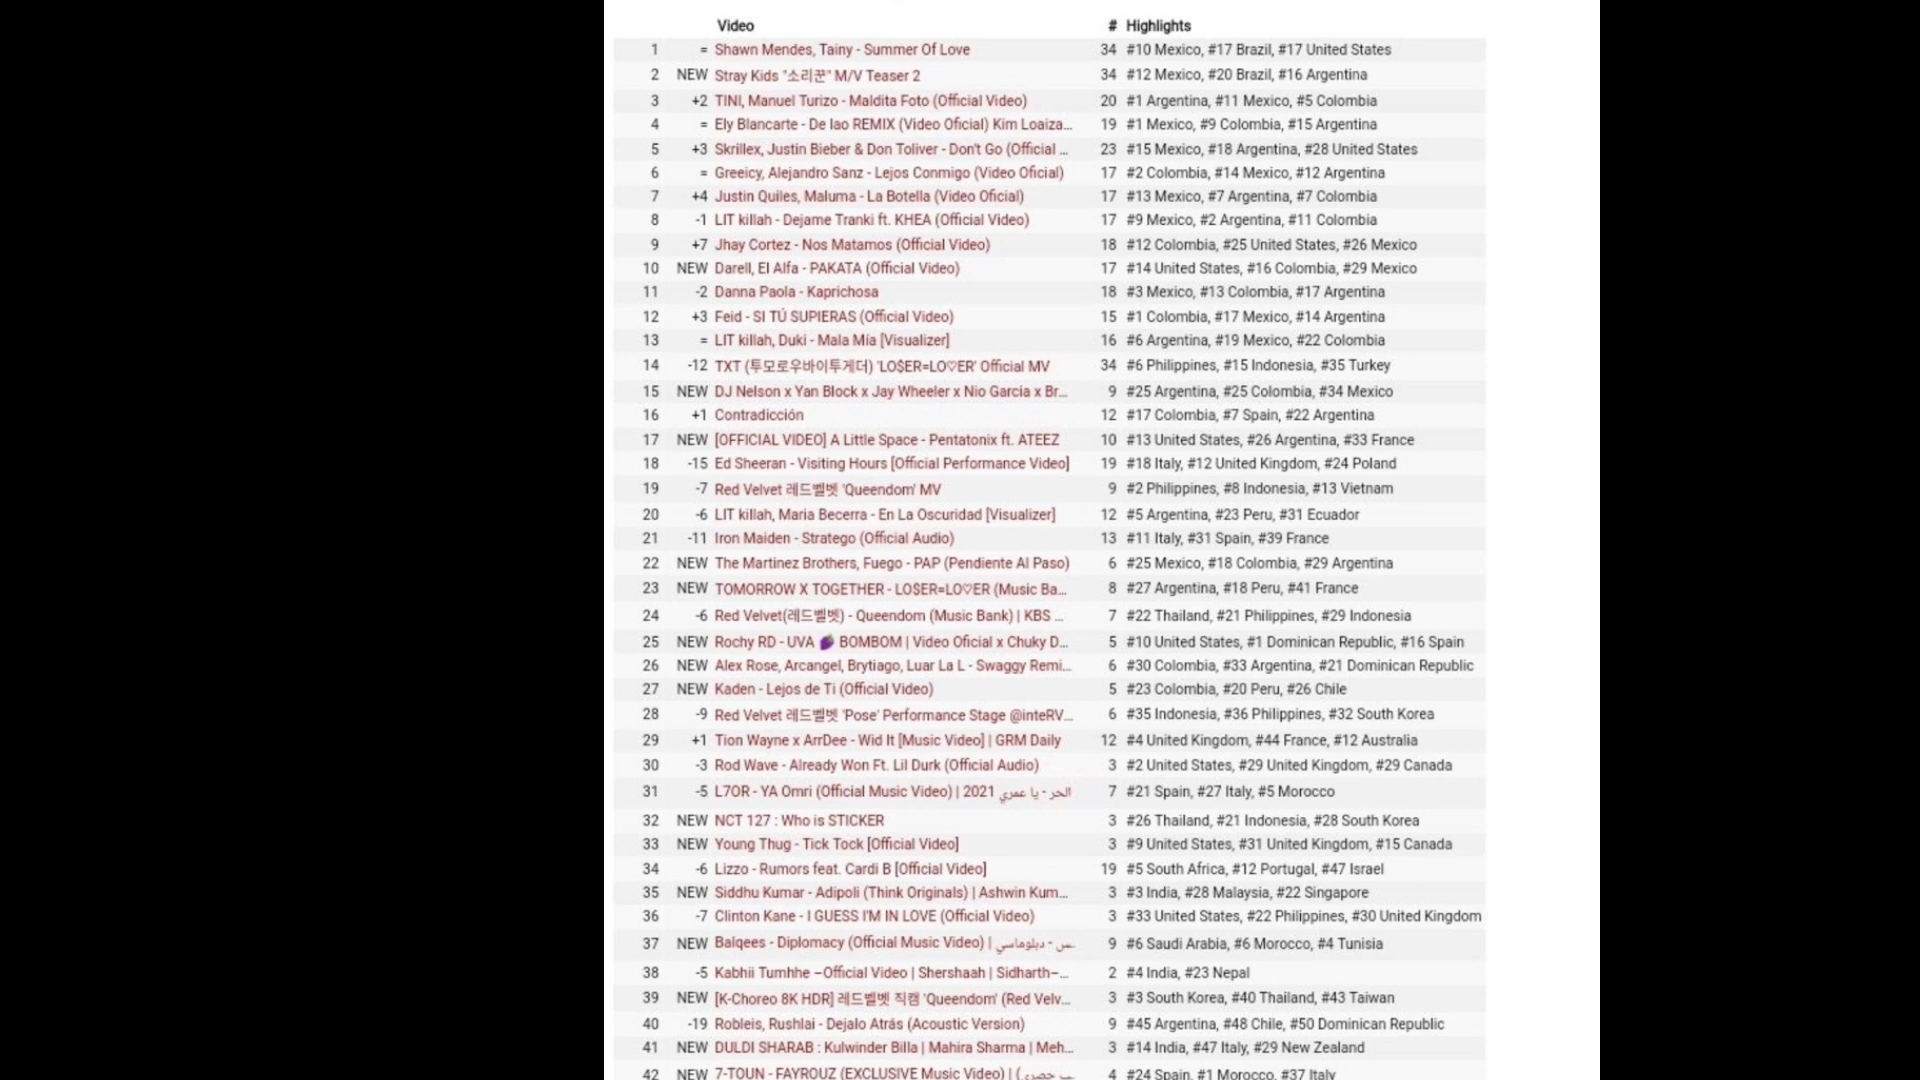 Video # Highlights
1 = Shawn Mendes, Tainy - Summer Of Love 34 #10 Mexico, #17 Brazil, #17 United States
2 NEW Stray Kids "소리꾼" M/V Teaser 2 34 #12 Mexico, #20 Brazil, #16 Argentina
3 +2 TINI, Manuel Turizo - Maldita Foto (Official Video) 20 #1 Argentina, #11 Mexico, #5 Colombia
4 = Ely Blancarte - De lao REMIX (Video Oficial) Kim Loaiza... 19 #1 Mexico, #9 Colombia, #15 Argentina
5 +3 Skrillex, Justin Bieber & Don Toliver - Don't Go (Official ... 23 #15 Mexico, #18 Argentina, #28 United States
6 = Greeicy, Alejandro Sanz - Lejos Conmigo (Video Oficial) 17 #2 Colombia, #14 Mexico, #12 Argentina
7 +4 Justin Quiles, Maluma - La Botella (Video Oficial) 17 #13 Mexico, #7 Argentina, #7 Colombia
8 -1 LIT killah - Dejame Tranki ft. KHEA (Official Video) 17 #9 Mexico, #2 Argentina, #11 Colombia
9 +7 Jhay Cortez - Nos Matamos (Official Video) 18 #12 Colombia, #25 United States, #26 Mexico
10 NEW Darell, El Alfa - PAKATA (Official Video) 17 #14 United States, #16 Colombia, #29 Mexico
11 -2 Danna Paola - Kaprichosa 18 #3 Mexico, #13 Colombia, #17 Argentina
12 +3 Feid - SI TÚ SUPIERAS (Official Video) 15 #1 Colombia, #17 Mexico, #14 Argentina
13 = LIT killah, Duki - Mala Mía [Visualizer] 16 #6 Argentina, #19 Mexico, #22 Colombia
14 -12 TXT (투모로우바이투게더) 'LO$ER=LO♡ER' Official MV 34 #6 Philippines, #15 Indonesia, #35 Turkey
15 NEW DJ Nelson x Yan Block x Jay Wheeler x Nio Garcia x Br... 9 #25 Argentina, #25 Colombia, #34 Mexico
16 +1 Contradicción 12 #17 Colombia, #7 Spain, #22 Argentina
17 NEW [OFFICIAL VIDEO] A Little Space - Pentatonix ft. ATEEZ 10 #13 United States, #26 Argentina, #33 France
18 -15 Ed Sheeran - Visiting Hours [Official Performance Video] 19 #18 Italy, #12 United Kingdom, #24 Poland
19 -7 Red Velvet 레드벨벳 'Queendom' MV 9 #2 Philippines, #8 Indonesia, #13 Vietnam
20 -6 LIT killah, Maria Becerra - En La Oscuridad [Visualizer] 12 #5 Argentina, #23 Peru, #31 Ecuador
21 -11 Iron Maiden - Stratego (Official Audio) 13 #11 Italy, #31 Spain, #39 France
22 NEW The Martinez Brothers, Fuego - PAP (Pendiente Al Paso) 6 #25 Mexico, #18 Colombia, #29 Argentina
23 NEW TOMORROW X TOGETHER - LO$ER=LO♡ER (Music Ba... 8 #27 Argentina, #18 Peru, #41 France
24 -6 Red Velvet(레드벨벳) - Queendom (Music Bank) | KBS ... 7 #22 Thailand, #21 Philippines, #29 Indonesia
25 NEW Rochy RD - UVA 🍇 BOMBOM | Video Oficial x Chuky D... 5 #10 United States, #1 Dominican Republic, #16 Spain
26 NEW Alex Rose, Arcangel, Brytiago, Luar La L - Swaggy Remi... 6 #30 Colombia, #33 Argentina, #21 Dominican Republic
27 NEW Kaden - Lejos de Ti (Official Video) 5 #23 Colombia, #20 Peru, #26 Chile
28 -9 Red Velvet 레드벨벳 'Pose' Performance Stage @inteRV... 6 #35 Indonesia, #36 Philippines, #32 South Korea
29 +1 Tion Wayne x ArrDee - Wid It [Music Video] | GRM Daily 12 #4 United Kingdom, #44 France, #12 Australia
30 -3 Rod Wave - Already Won Ft. Lil Durk (Official Audio) 3 #2 United States, #29 United Kingdom, #29 Canada
31 -5 L7OR - YA Omri (Official Music Video) | 2021 الحر - يا عمري 7 #21 Spain, #27 Italy, #5 Morocco
32 NEW NCT 127 : Who is STICKER 3 #26 Thailand, #21 Indonesia, #28 South Korea
33 NEW Young Thug - Tick Tock [Official Video] 3 #9 United States, #31 United Kingdom, #15 Canada
34 -6 Lizzo - Rumors feat. Cardi B [Official Video] 19 #5 South Africa, #12 Portugal, #47 Israel
35 NEW Siddhu Kumar - Adipoli (Think Originals) | Ashwin Kum... 3 #3 India, #28 Malaysia, #22 Singapore
36 -7 Clinton Kane - I GUESS I'M IN LOVE (Official Video) 3 #33 United States, #22 Philippines, #30 United Kingdom
37 NEW Balqees - Diplomacy (Official Music Video) | دبلوماسي - 9 #6 Saudi Arabia, #6 Morocco, #4 Tunisia
38 -5 Kabhii Tumhhe –Official Video | Shershaah | Sidharth–... 2 #4 India, #23 Nepal
39 NEW [K-Choreo 8K HDR] 레드벨벳 직캠 'Queendom' (Red Velv... 3 #3 South Korea, #40 Thailand, #43 Taiwan
40 -19 Robleis, Rushlai - Dejalo Atrás (Acoustic Version) 9 #45 Argentina, #48 Chile, #50 Dominican Republic
41 NEW DULDI SHARAB : Kulwinder Billa | Mahira Sharma | Meh... 3 #14 India, #47 Italy, #29 New Zealand
42 NEW 7-TOUN - FAYROUZ (EXCLUSIVE Music Video) | 4 #24 Spain, #1 Morocco, #37 Italy